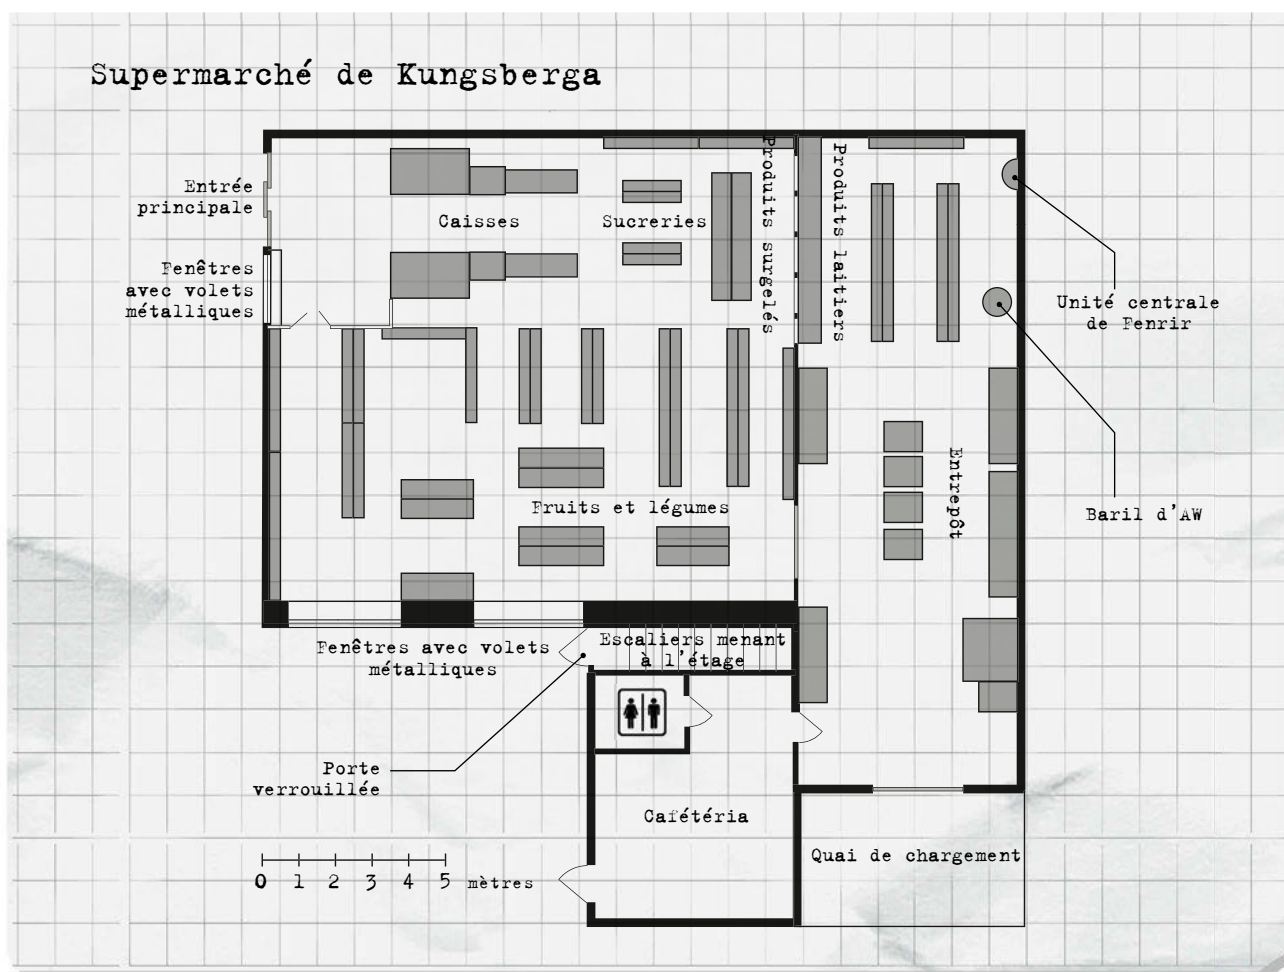 Supermarché de Kungsberga
Entrée
principale
Caisses
Sucreries
Produits surgelés
Produits laitiers
Fenêtres
avec volets
métalliques
Unité centrale
de Fenrir
Fruits et légumes
Entrepôt
Baril d'AW
Fenêtres avec volets
métalliques
Escaliers menant
à l'étage
Porte
verrouillée
Cafétéria
Quai de chargement
0 1 2 3 4 5 mètres